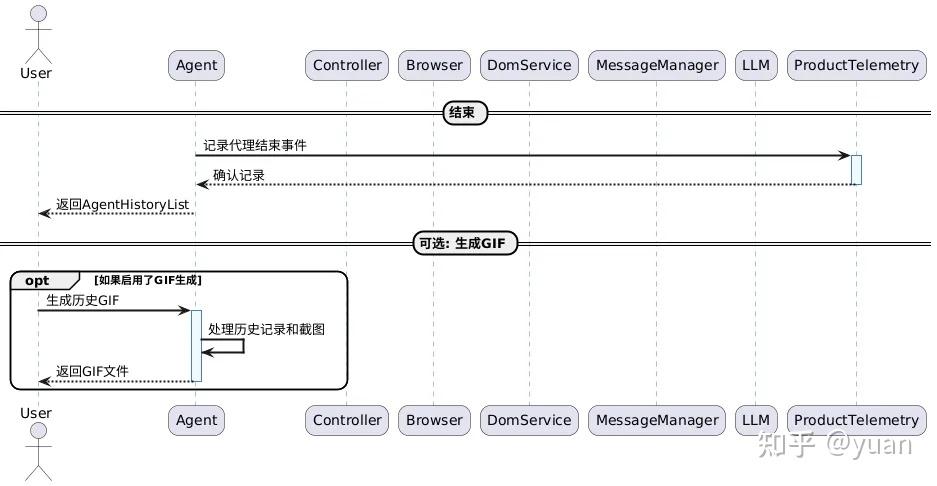 User
Agent
Controller
Browser
DomService
MessageManager
LLM
ProductTelemetry
结束
记录代理结束事件
确认记录
返回AgentHistoryList
可选: 生成GIF
opt
[如果启用了GIF生成]
生成历史GIF
处理历史记录和截图
返回GIF文件
User
Agent
Controller
Browser
DomService
MessageManager
LLM
ProductTelemetry
知乎 @yuan